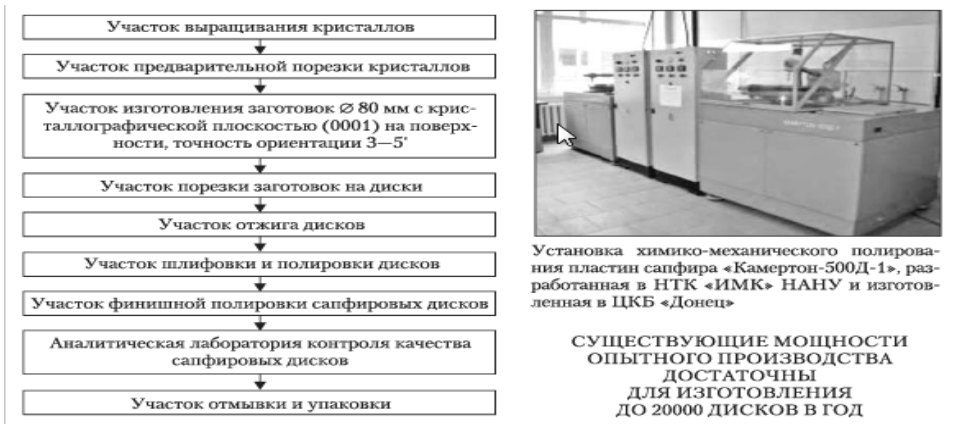 Участок выращивания кристаллов
Участок предварительной порезки кристаллов
Участок изготовления заготовок ∅ 80 мм с крис-
таллографической плоскостью (0001) на поверх-
ности, точность ориентации 3—5'
Участок порезки заготовок на диски
Участок отжига дисков
Участок шлифовки и полировки дисков
Участок финишной полировки сапфировых дисков
Аналитическая лаборатория контроля качества
сапфировых дисков
Участок отмывки и упаковки
Установка химико-механического полирова-
ния пластин сапфира «Камертон-500Д-1», раз-
работанная в НТК «ИМК» НАНУ и изготов-
ленная в ЦКБ «Донец»
СУЩЕСТВУЮЩИЕ МОЩНОСТИ
ОПЫТНОГО ПРОИЗВОДСТВА
ДОСТАТОЧНЫ
ДЛЯ ИЗГОТОВЛЕНИЯ
ДО 20000 ДИСКОВ В ГОД